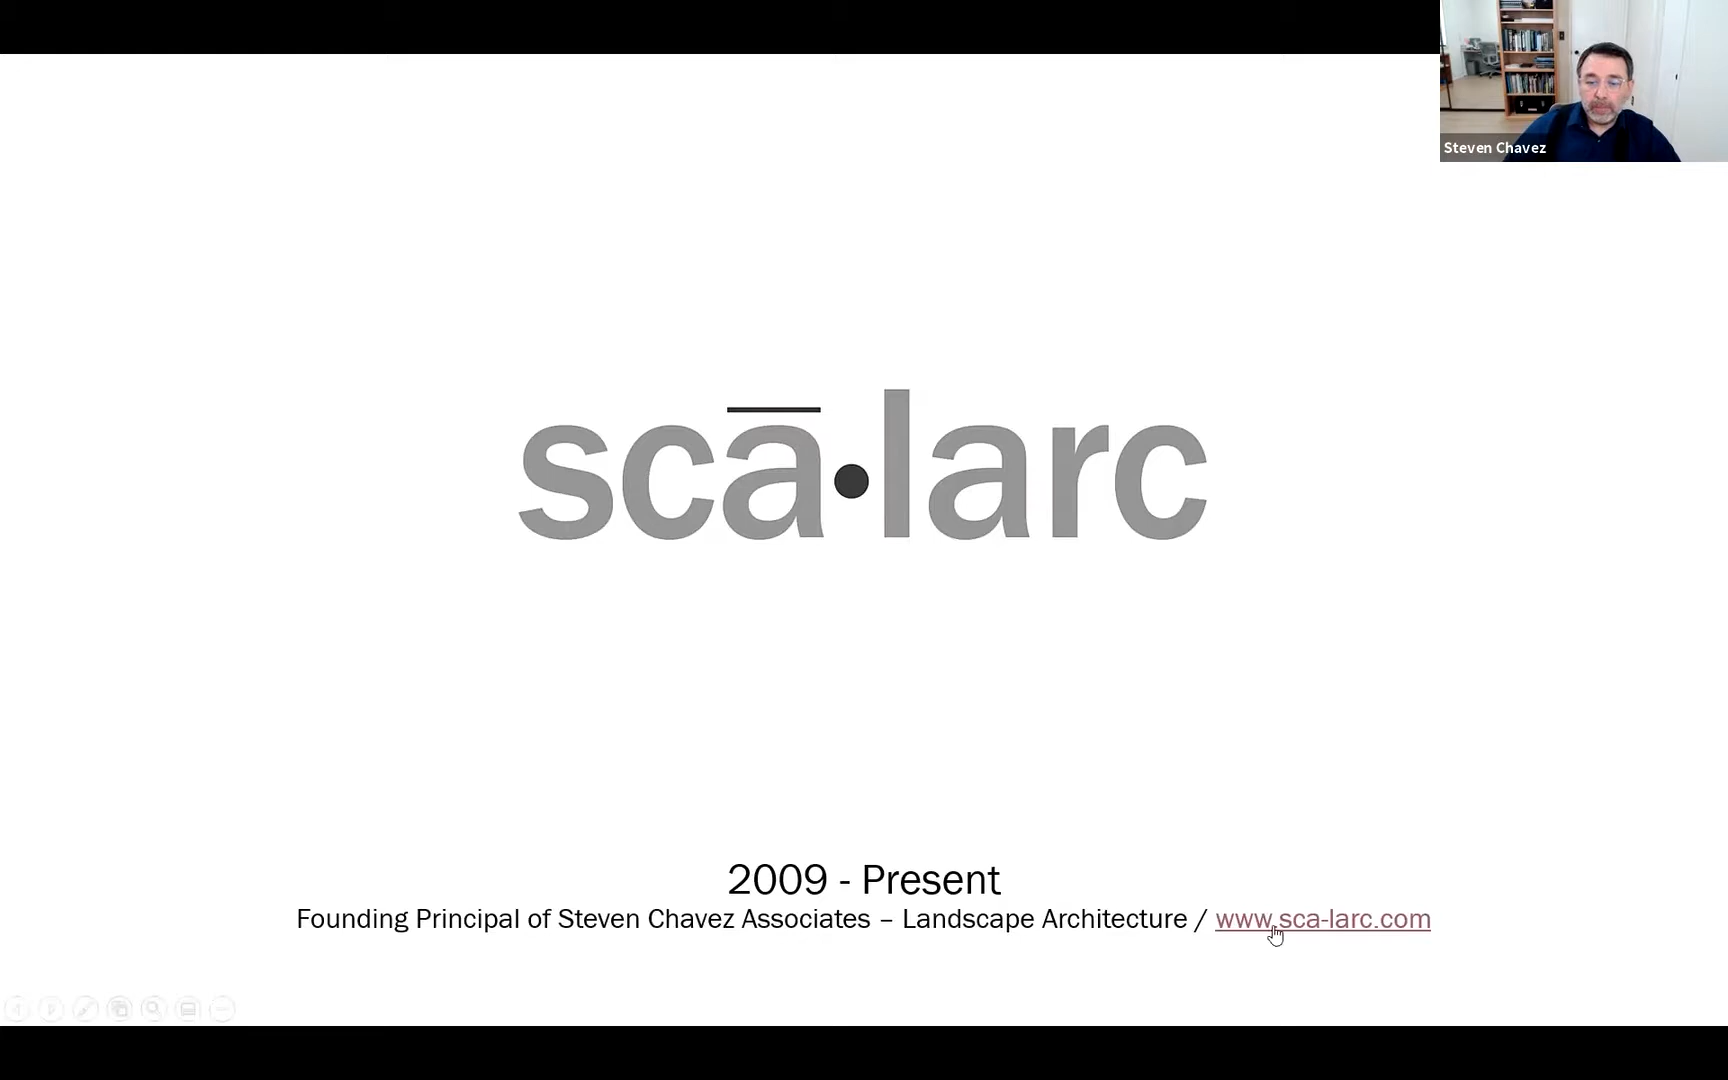 Steven Chavez
scā•larc
2009 - Present
Founding Principal of Steven Chavez Associates – Landscape Architecture / www.sca-larc.com